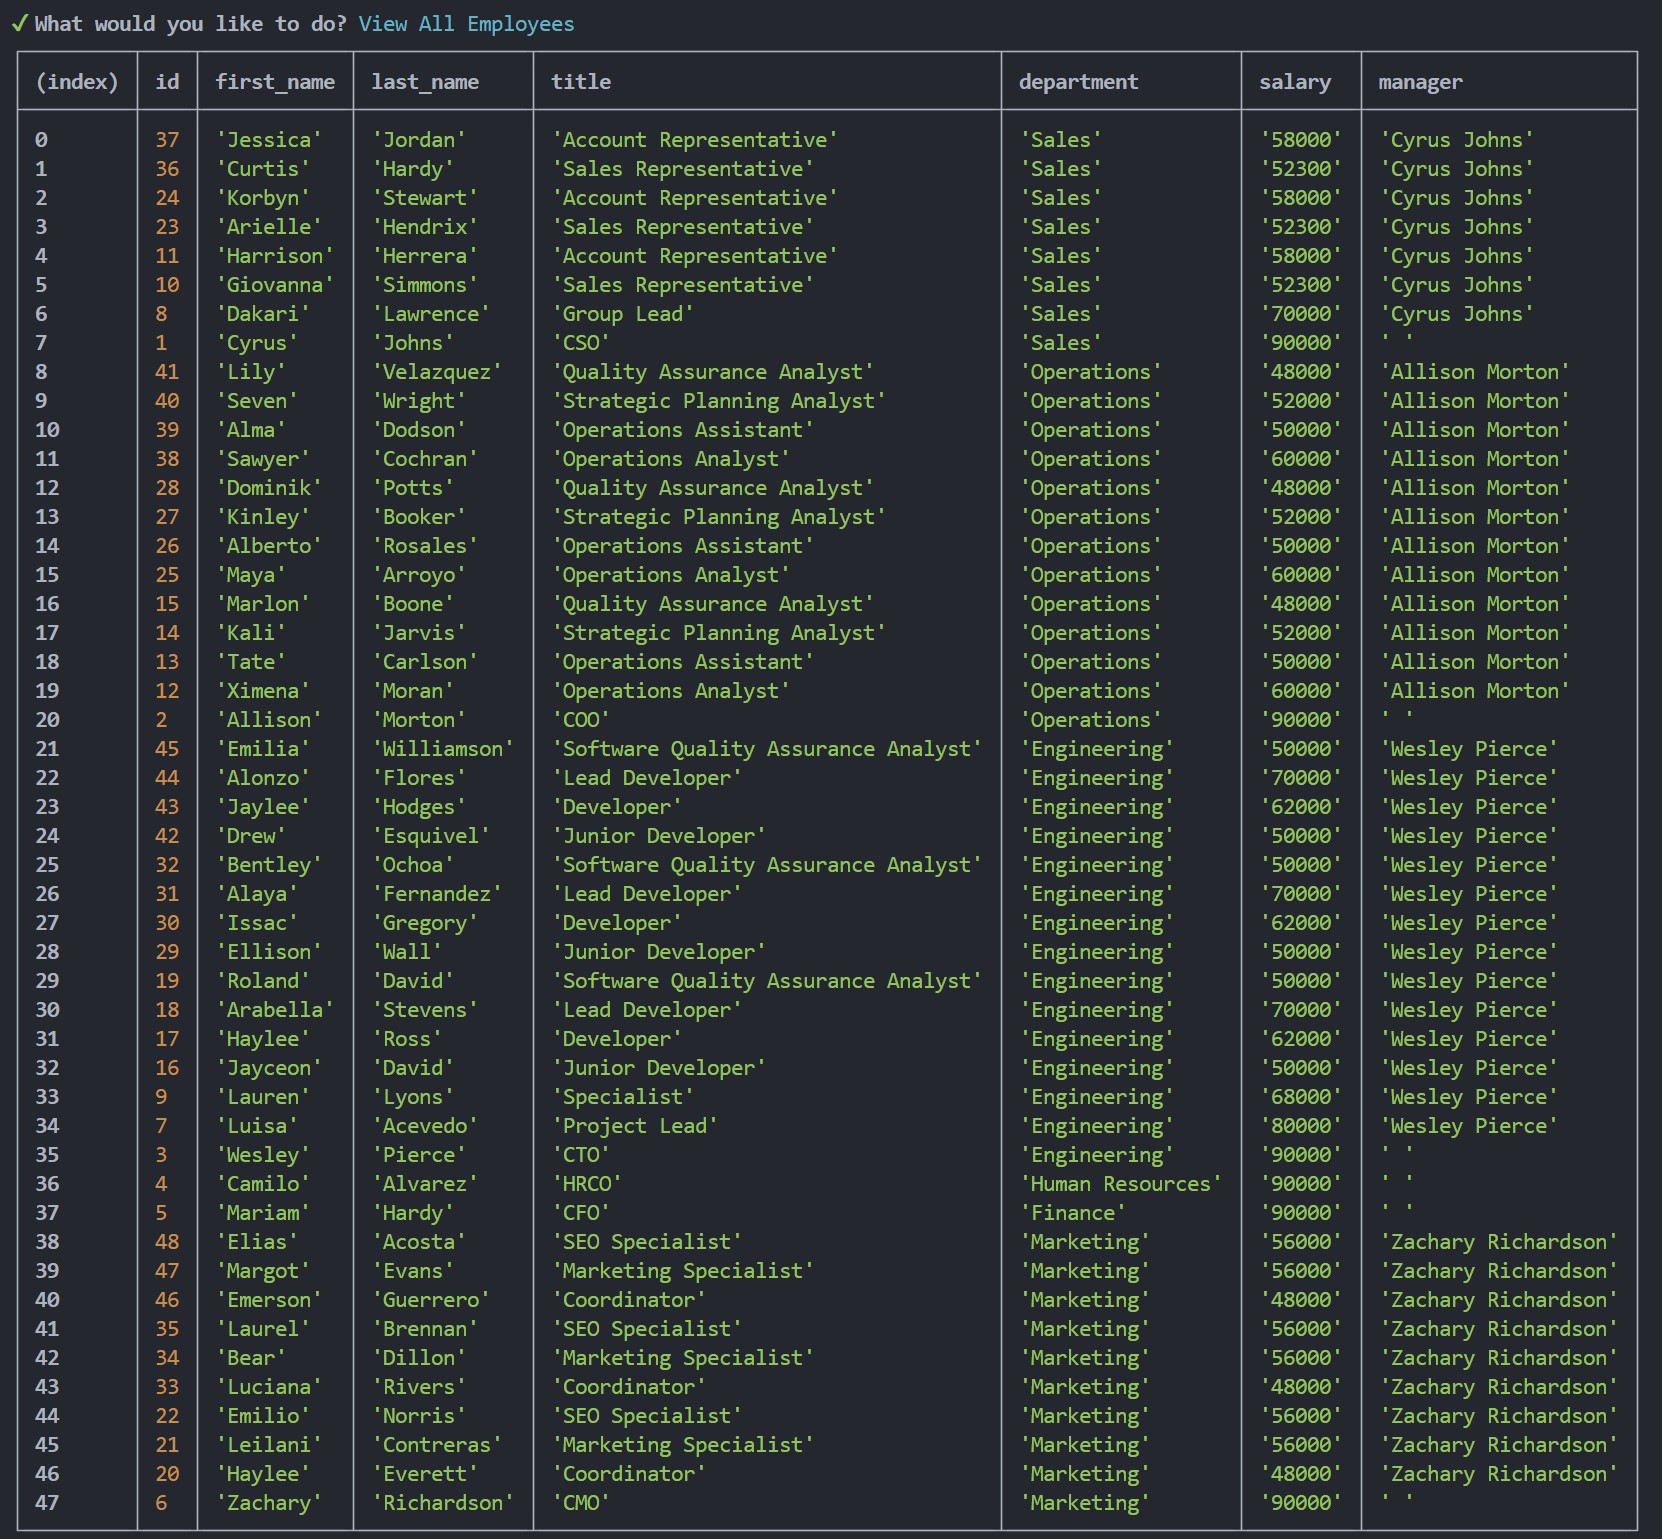 ✓ What would you like to do? View All Employees
(index) id first_name last_name title department salary manager
0 37 'Jessica' 'Jordan' 'Account Representative' 'Sales' '58000' 'Cyrus Johns'
1 36 'Curtis' 'Hardy' 'Sales Representative' 'Sales' '52300' 'Cyrus Johns'
2 24 'Korbyn' 'Stewart' 'Account Representative' 'Sales' '58000' 'Cyrus Johns'
3 23 'Arielle' 'Hendrix' 'Sales Representative' 'Sales' '52300' 'Cyrus Johns'
4 11 'Harrison' 'Herrera' 'Account Representative' 'Sales' '58000' 'Cyrus Johns'
5 10 'Giovanna' 'Simmons' 'Sales Representative' 'Sales' '52300' 'Cyrus Johns'
6 8 'Dakari' 'Lawrence' 'Group Lead' 'Sales' '70000' 'Cyrus Johns'
7 1 'Cyrus' 'Johns' 'CSO' 'Sales' '90000' ' '
8 41 'Lily' 'Velazquez' 'Quality Assurance Analyst' 'Operations' '48000' 'Allison Morton'
9 40 'Seven' 'Wright' 'Strategic Planning Analyst' 'Operations' '52000' 'Allison Morton'
10 39 'Alma' 'Dodson' 'Operations Assistant' 'Operations' '50000' 'Allison Morton'
11 38 'Sawyer' 'Cochran' 'Operations Analyst' 'Operations' '60000' 'Allison Morton'
12 28 'Dominik' 'Potts' 'Quality Assurance Analyst' 'Operations' '48000' 'Allison Morton'
13 27 'Kinley' 'Booker' 'Strategic Planning Analyst' 'Operations' '52000' 'Allison Morton'
14 26 'Alberto' 'Rosales' 'Operations Assistant' 'Operations' '50000' 'Allison Morton'
15 25 'Maya' 'Arroyo' 'Operations Analyst' 'Operations' '60000' 'Allison Morton'
16 15 'Marlon' 'Boone' 'Quality Assurance Analyst' 'Operations' '48000' 'Allison Morton'
17 14 'Kali' 'Jarvis' 'Strategic Planning Analyst' 'Operations' '52000' 'Allison Morton'
18 13 'Tate' 'Carlson' 'Operations Assistant' 'Operations' '50000' 'Allison Morton'
19 12 'Ximena' 'Moran' 'Operations Analyst' 'Operations' '60000' 'Allison Morton'
20 2 'Allison' 'Morton' 'COO' 'Operations' '90000' ' '
21 45 'Emilia' 'Williamson' 'Software Quality Assurance Analyst' 'Engineering' '50000' 'Wesley Pierce'
22 44 'Alonzo' 'Flores' 'Lead Developer' 'Engineering' '70000' 'Wesley Pierce'
23 43 'Jaylee' 'Hodges' 'Developer' 'Engineering' '62000' 'Wesley Pierce'
24 42 'Drew' 'Esquivel' 'Junior Developer' 'Engineering' '50000' 'Wesley Pierce'
25 32 'Bentley' 'Ochoa' 'Software Quality Assurance Analyst' 'Engineering' '50000' 'Wesley Pierce'
26 31 'Alaya' 'Fernandez' 'Lead Developer' 'Engineering' '70000' 'Wesley Pierce'
27 30 'Issac' 'Gregory' 'Developer' 'Engineering' '62000' 'Wesley Pierce'
28 29 'Ellison' 'Wall' 'Junior Developer' 'Engineering' '50000' 'Wesley Pierce'
29 19 'Roland' 'David' 'Software Quality Assurance Analyst' 'Engineering' '50000' 'Wesley Pierce'
30 18 'Arabella' 'Stevens' 'Lead Developer' 'Engineering' '70000' 'Wesley Pierce'
31 17 'Haylee' 'Ross' 'Developer' 'Engineering' '62000' 'Wesley Pierce'
32 16 'Jayceon' 'David' 'Junior Developer' 'Engineering' '50000' 'Wesley Pierce'
33 9 'Lauren' 'Lyons' 'Specialist' 'Engineering' '68000' 'Wesley Pierce'
34 7 'Luisa' 'Acevedo' 'Project Lead' 'Engineering' '80000' 'Wesley Pierce'
35 3 'Wesley' 'Pierce' 'CTO' 'Engineering' '90000' ' '
36 4 'Camilo' 'Alvarez' 'HRCO' 'Human Resources' '90000' ' '
37 5 'Mariam' 'Hardy' 'CFO' 'Finance' '90000' ' '
38 48 'Elias' 'Acosta' 'SEO Specialist' 'Marketing' '56000' 'Zachary Richardson'
39 47 'Margot' 'Evans' 'Marketing Specialist' 'Marketing' '56000' 'Zachary Richardson'
40 46 'Emerson' 'Guerrero' 'Coordinator' 'Marketing' '48000' 'Zachary Richardson'
41 35 'Laurel' 'Brennan' 'SEO Specialist' 'Marketing' '56000' 'Zachary Richardson'
42 34 'Bear' 'Dillon' 'Marketing Specialist' 'Marketing' '56000' 'Zachary Richardson'
43 33 'Luciana' 'Rivers' 'Coordinator' 'Marketing' '48000' 'Zachary Richardson'
44 22 'Emilio' 'Norris' 'SEO Specialist' 'Marketing' '56000' 'Zachary Richardson'
45 21 'Leilani' 'Contreras' 'Marketing Specialist' 'Marketing' '56000' 'Zachary Richardson'
46 20 'Haylee' 'Everett' 'Coordinator' 'Marketing' '48000' 'Zachary Richardson'
47 6 'Zachary' 'Richardson' 'CMO' 'Marketing' '90000' ' '